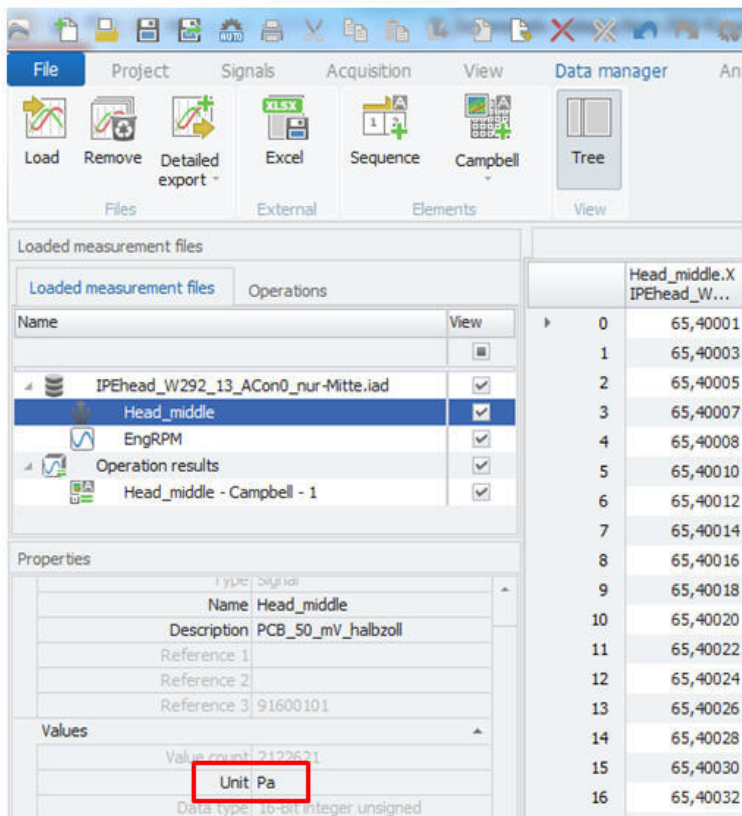 AUTO
File Project Signals Acquisition View Data manager An
XLSX
Load Remove Detailed export Excel Sequence Campbell Tree
Files External Elements View
Loaded measurement files
Loaded measurement files Operations
Name View
IPEhead_W292_13_ACon0_nur-Mitte.iad
Head_middle
EngRPM
Operation results
Head_middle - Campbell - 1
Properties
Type Signal
Name Head_middle
Description PCB_50_mV_halbzoll
Reference 1
Reference 2
Reference 3 91600101
Values
Value count 2122621
Unit Pa
Data type 16-Bit integer unsigned
Head_middle.X
IPEhead_W...
0 65,40001
1 65,40003
2 65,40005
3 65,40007
4 65,40008
5 65,40010
6 65,40012
7 65,40014
8 65,40016
9 65,40018
10 65,40020
11 65,40022
12 65,40024
13 65,40026
14 65,40028
15 65,40030
16 65,40032